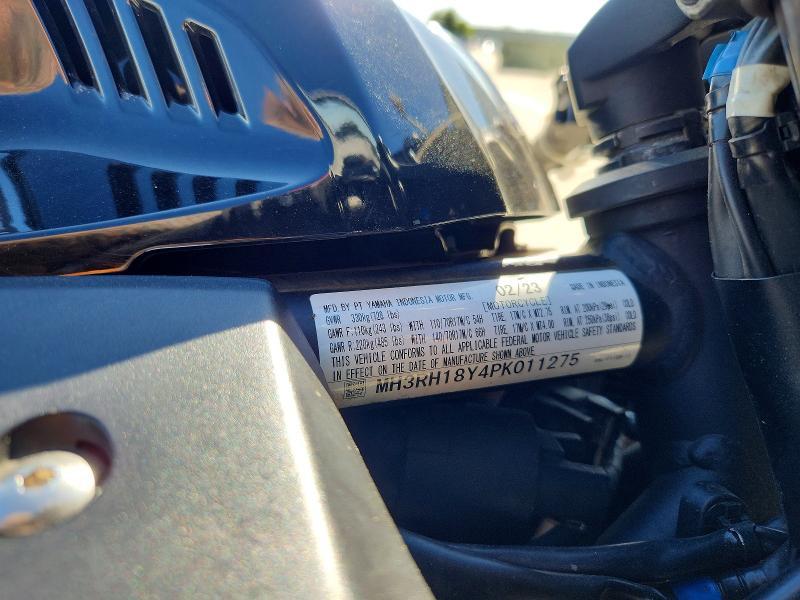 02/23
MFD BY PT YAMAHA INDONESIA MOTOR MFG. MADE IN INDONESIA
GVWR 330kg(728 lbs) [MOTORCYCLE]
GAWR F.110kg(243 lbs) WITH 110/70R17M/C 54H TIRE, 17M/C X MT2.75 RIM, AT 200kPa(29psi) COLD
GAWR R.220kg(485 lbs) WITH 140/70R17M/C 66H TIRE, 17M/C X MT4.00 RIM, AT 250kPa(36psi) COLD
THIS VEHICLE CONFORMS TO ALL APPLICABLE FEDERAL MOTOR VEHICLE SAFETY STANDARDS
IN EFFECT ON THE DATE OF MANUFACTURE SHOWN ABOVE.
MH3RH18Y4PK011275